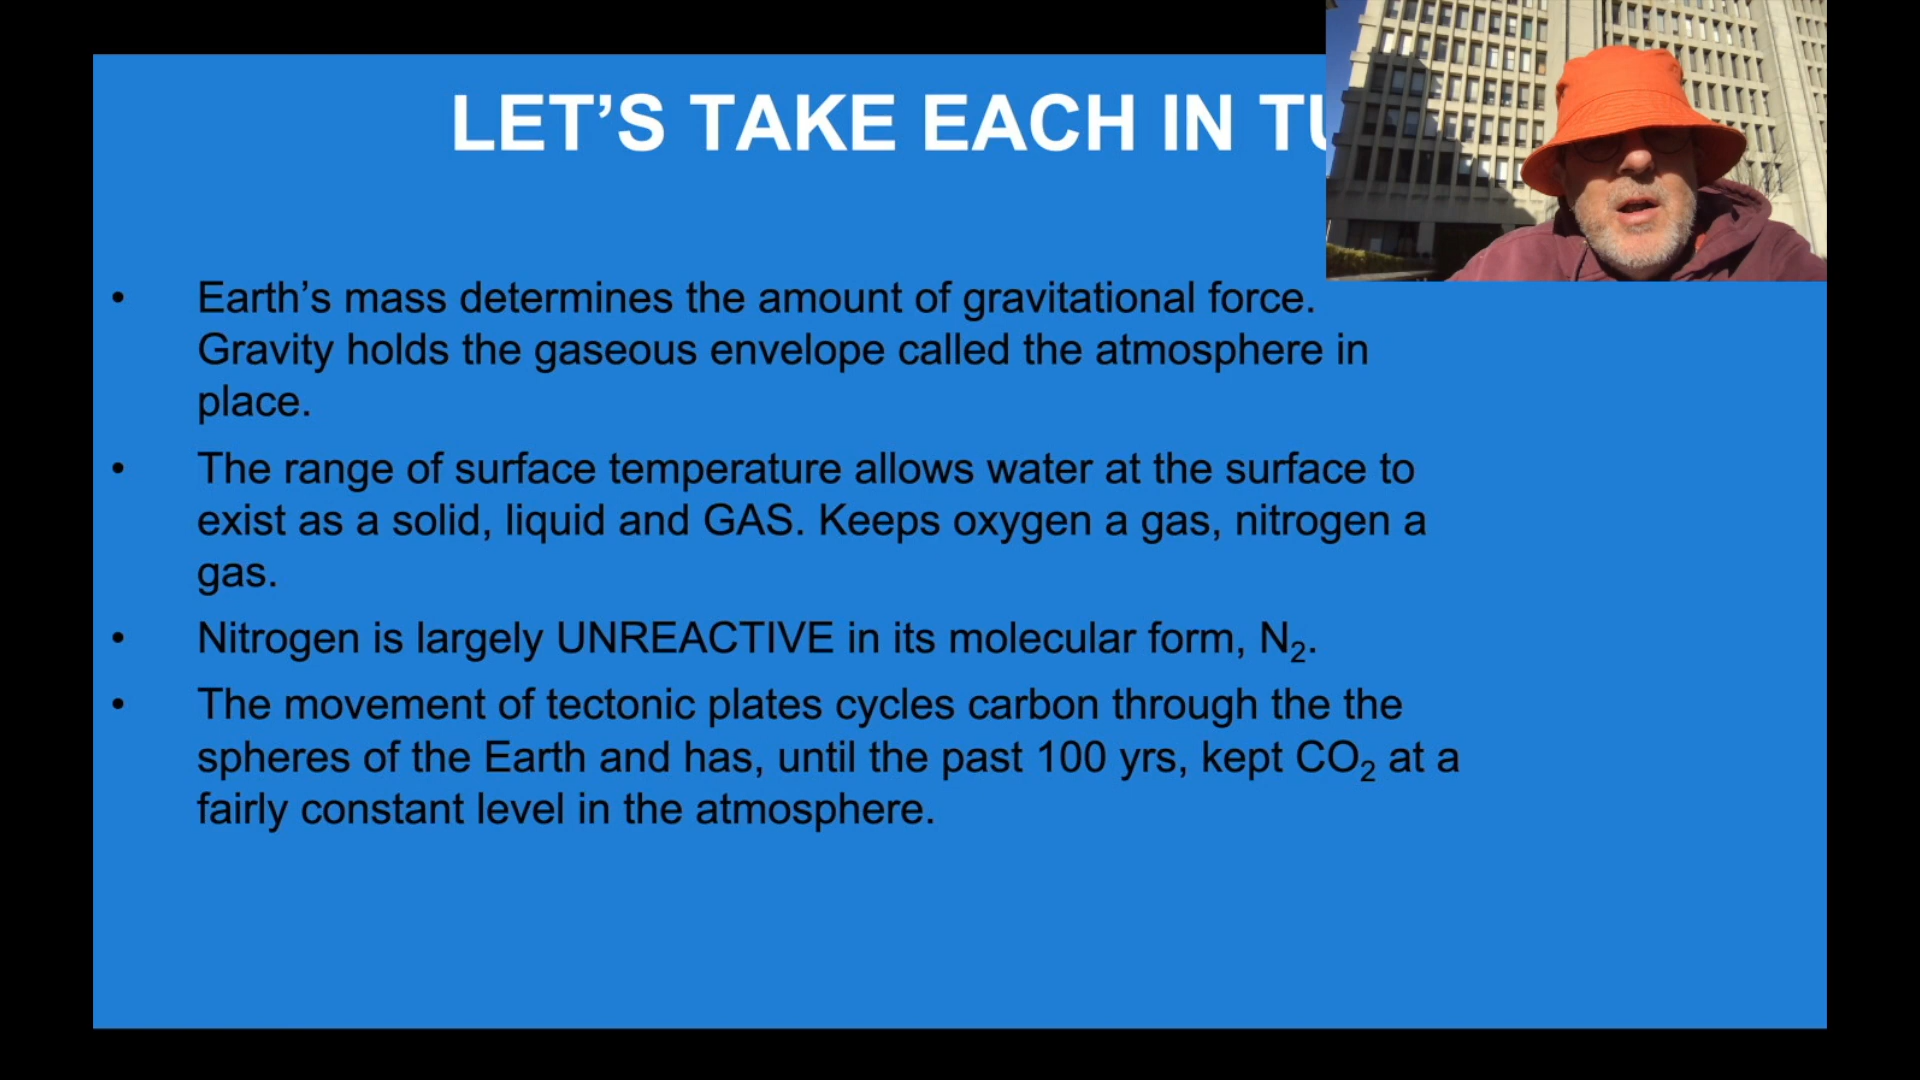 LET’S TAKE EACH IN
• Earth’s mass determines the amount of gravitational force.
Gravity holds the gaseous envelope called the atmosphere in
place.
• The range of surface temperature allows water at the surface to
exist as a solid, liquid and GAS. Keeps oxygen a gas, nitrogen a
gas.
• Nitrogen is largely UNREACTIVE in its molecular form, N₂.
• The movement of tectonic plates cycles carbon through the the
spheres of the Earth and has, until the past 100 yrs, kept CO₂ at a
fairly constant level in the atmosphere.